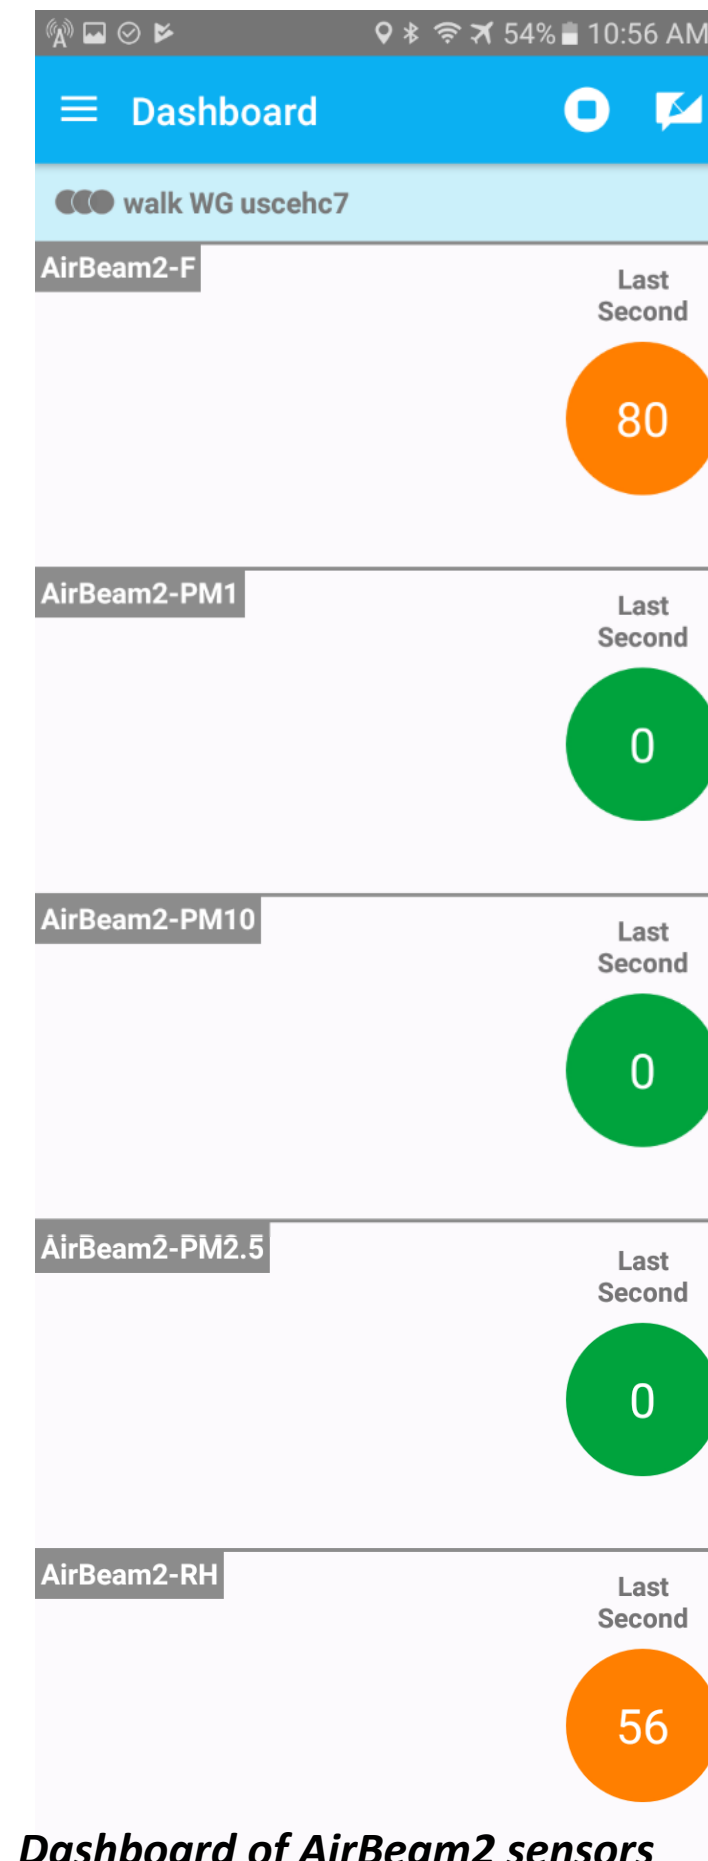 54% 10:56 AM
Dashboard
walk WG uscehc7
AirBeam2-F
Last
Second
80
AirBeam2-PM1
Last
Second
0
AirBeam2-PM10
Last
Second
0
AirBeam2-PM2.5
Last
Second
0
AirBeam2-RH
Last
Second
56
Dashboard of AirBeam2 sensors